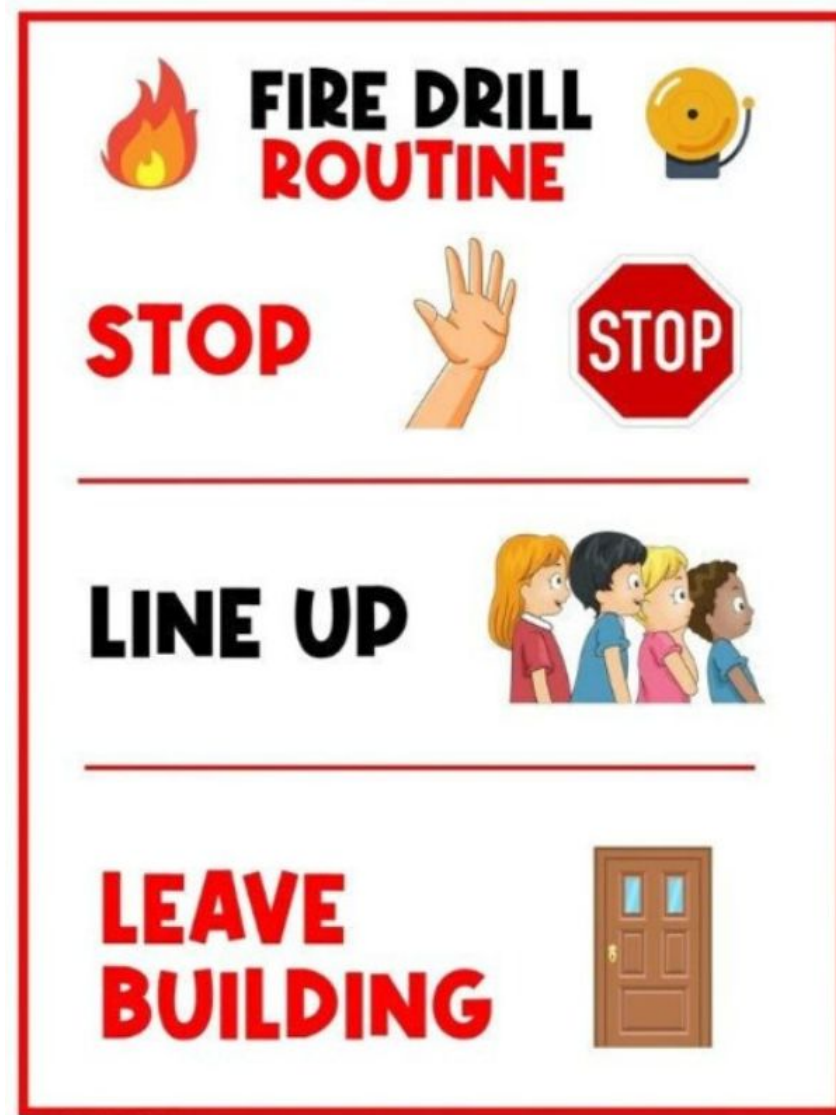 FIRE DRILL
ROUTINE
STOP
STOP
LINE UP
LEAVE
BUILDING